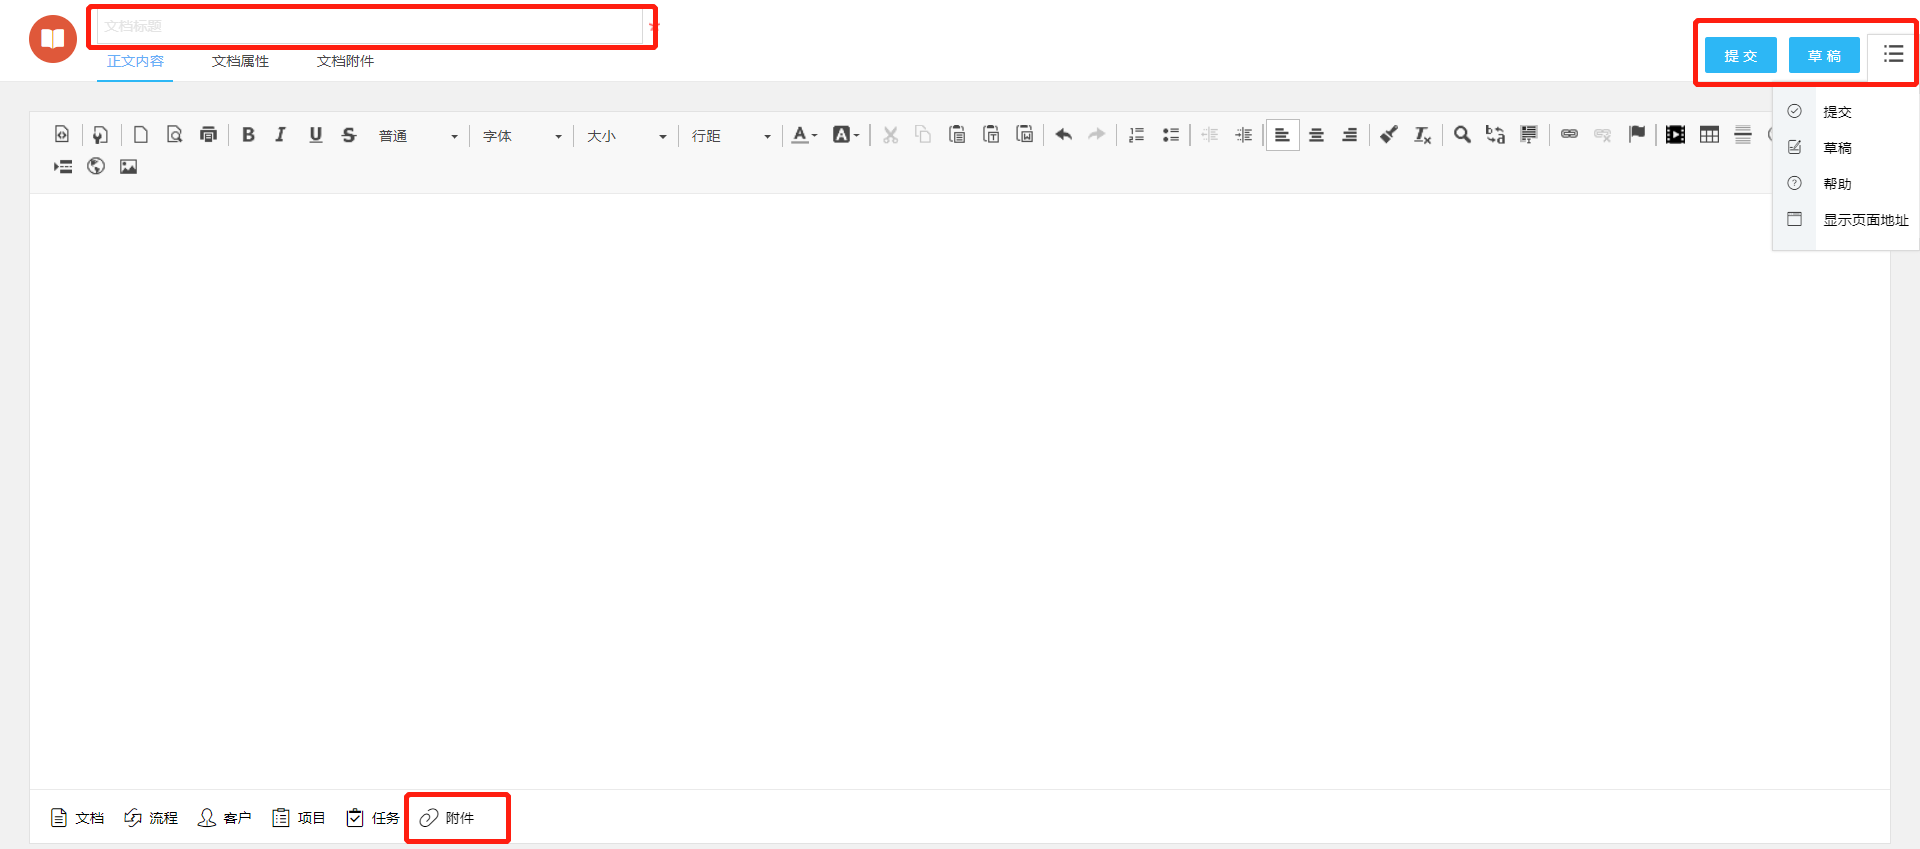 文档标题 *
正文内容 文档属性 文档附件
提交 草稿
普通 字体 大小 行距
提交
草稿
帮助
显示页面地址
文档 流程 客户 项目 任务 附件